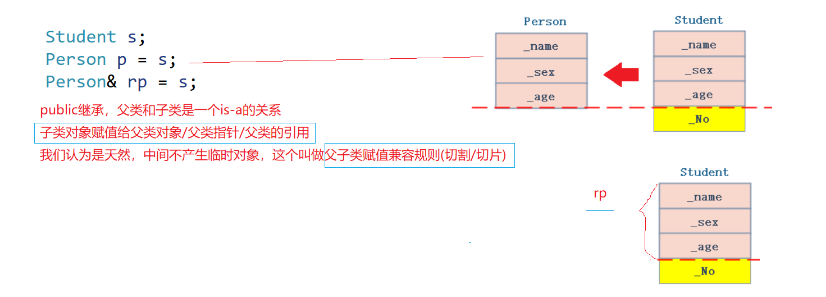 Student s;
Person p = s;
Person& rp = s;
public继承，父类和子类是一个is-a的关系
子类对象赋值给父类对象/父类指针/父类的引用
我们认为是天然，中间不产生临时对象，这个叫做父子类赋值兼容规则(切割/切片)
Person
_name
_sex
_age
Student
_name
_sex
_age
_No
rp
Student
_name
_sex
_age
_No